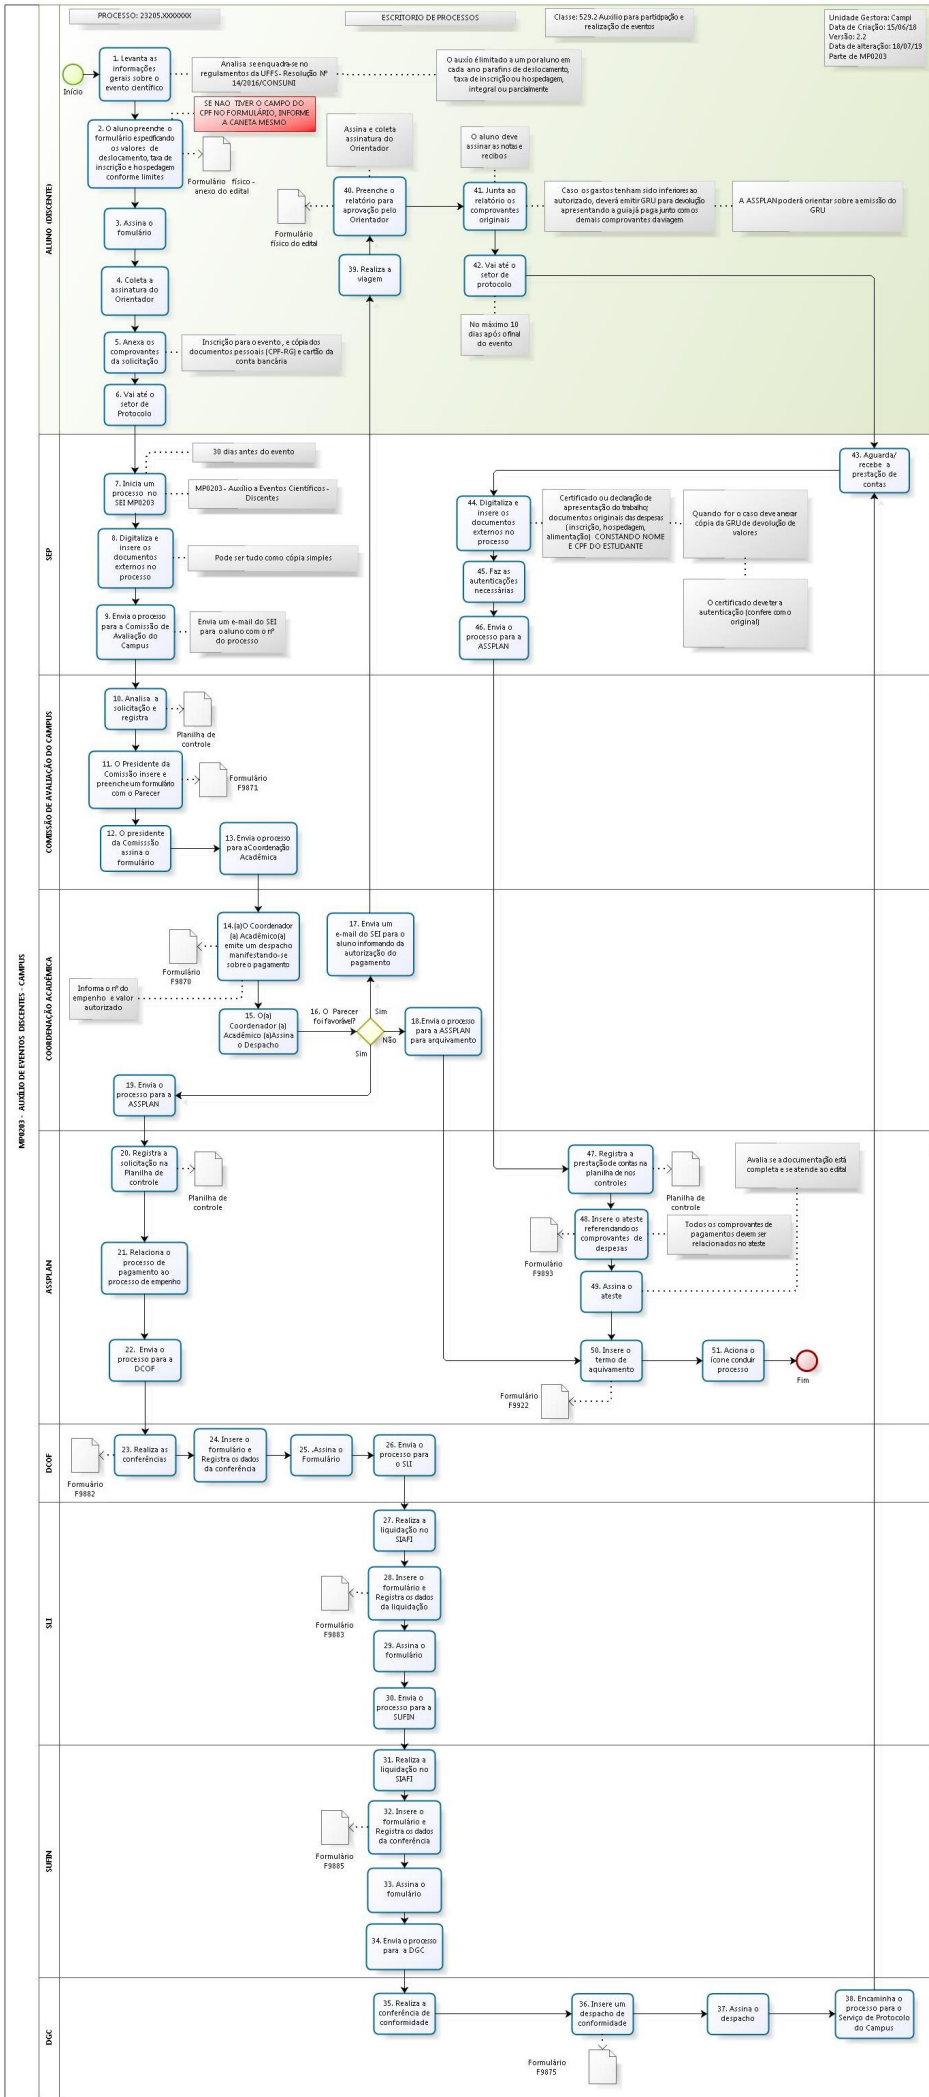 PROCESSO: 23205.XXXXXXX
ESCRITORIO DE PROCESSOS
Classe: 529.2 Auxilio para partidpação e
realização de eventos
Unidade Gestora: Campi
Data de Criação: 15/06/18
Versão: 2.2
Data de alteração: 18/07/19
Parte de MP0203
MP0203 - AUXÍLIO DE EVENTOS DISCENTES - CAMPUS
ALUNO (DISCENTE)
Início
1. Levanta as
informações
gerais sobre o
evento científico
Analisa se enquadra-se no
regulamentos da UFFS - Resolução Nº
14/2016/CONSUNI
O auxío é limitado a um por aluno em
cada ano para fins de deslocamento,
taxa de inscrição ou hospedagem,
integral ou parcialmente
SE NAO TIVER O CAMPO DO
CPF NO FORMULÁRIO, INFORME
A CANETA MESMO
2. O aluno preenche o
formulário especificando
os valores de
deslocamento, taxa de
inscrição e hospedagem
conforme limites
Formulário físico -
anexo do edital
3. Assina o
fomulário
4. Coleta a
assinatura do
Orientador
5. Anexa os
comprovantes
da solicitação
Inscrição para o evento, e cópia dos
documentos pessoais (CPF-RG) e cartão da
conta bancária
6. Vai até o
setor de
Protocolo
Assina e coleta
assinatura do
Orientador
40. Preenche o
relatório para
aprovação pelo
Orientador
Formulário
físico do edital
39. Realiza a
viagem
O aluno deve
assinar as notas e
recibos
41. Junta ao
relatório os
comprovantes
originais
Caso os gastos tenham sido inferiores ao
autorizado, deverá emitir GRU para devolução
apresentando a guia já paga junto com os
demais comprovantes da viagem
A ASSPLAN poderá orientar sobre a emissão do
GRU
42. Vai até o
setor de
protocolo
No máximo 10
dias após o final
do evento
SEP
30 dias antes do evento
7. Inicia um
processo no
SEI MP0203
MP0203 - Auxílio a Eventos Científicos -
Discentes
8. Digitaliza e
insere os
documentos
externos no
processo
Pode ser tudo como cópia simples
9. Envia o processo
para a Comissão de
Avaliação do
Campus
Envia um e-mail do SEI
para o aluno com o nº
do processo
43. Aguarda/
recebe a
prestação de
contas
44. Digitaliza e
insere os
documentos
externos no
processo
Certificado ou declaração de
apresentação do trabalho;
documentos originais das despesas
(inscrição, hospedagem,
alimentação) CONSTANDO NOME
E CPF DO ESTUDANTE
Quando for o caso deve anexar
cópia da GRU de devolução de
valores
O certificado deve ter a
autenticação (confere com o
original)
45. Faz as
autenticações
necessárias
46. Envia o
processo para a
ASSPLAN
COMISSÃO DE AVALIAÇÃO DO CAMPUS
10. Analisa a
solicitação e
registra
Planilha de
controle
11. O Presidente da
Comissão insere e
preenche um formulário
com o Parecer
Formulário
F9871
12. O presidente
da Comisssão
assina o
formulário
13. Envia o processo
para a Coordenação
Acadêmica
COORDENAÇÃO ACADÊMICA
14.(a)O Coordenador
(a) Acadêmico(a)
emite um despacho
manifestando-se
sobre o pagamento
Formulário
F9870
Informa o nº do
empenho e valor
autorizado
15. O(a)
Coordenador (a)
Acadêmico (a)Assina
o Despacho
16. O Parecer
foi favorável?
Sim
Não
Sim
17. Envia um
e-mail do SEI para o
aluno informando da
autorização do
pagamento
18.Envia o processo
para a ASSPLAN
para arquivamento
19. Envia o
processo para a
ASSPLAN
ASSPLAN
20. Registra a
solicitação na
Planilha de
controle
Planilha de
controle
21. Relaciona o
processo de
pagamento ao
processo de empenho
22. Envia o
processo para a
DCOF
47. Registra a
prestação de contas na
planilha de nos
controles
Planilha de
controle
Avalia se a documentação está
completa e se atende ao edital
48. Insere o ateste
referenciando os
comprovantes de
despesas
Formulário
F9893
Todos os comprovantes de
pagamentos devem ser
relacionados no ateste
49. Assina o
ateste
50. Insere o
termo de
aquivamento
Formulário
F9922
51. Aciona o
ícone conduir
processo
Fim
DCOF
23. Realiza as
conferências
Formuário
F9882
24. Insere o
formulário e
Registra os dados
da conferência
25. .Assina o
Formulário
26. Envia o
processo para
o SLI
SLI
27. Realiza a
liquidação no
SIAFI
28. Insere o
formulário e
Registra os dados
da liquidação
Formulário
F9883
29. Assina o
formulário
30. Envia o
processo para a
SUFIN
SUFIN
31. Realiza a
liquidação no
SIAFI
32. Insere o
formulário e
Registra os dados
da conferência
Formulário
F9885
33. Assina o
fomulário
34. Envia o processo
para a DGC
DGC
35. Realiza a
conferência de
conformidade
36. Insere um
despacho de
conformidade
Formulário
F9875
37. Assina o
despacho
38. Encaminha o
processo para o
Serviço de Protocolo
do Campus